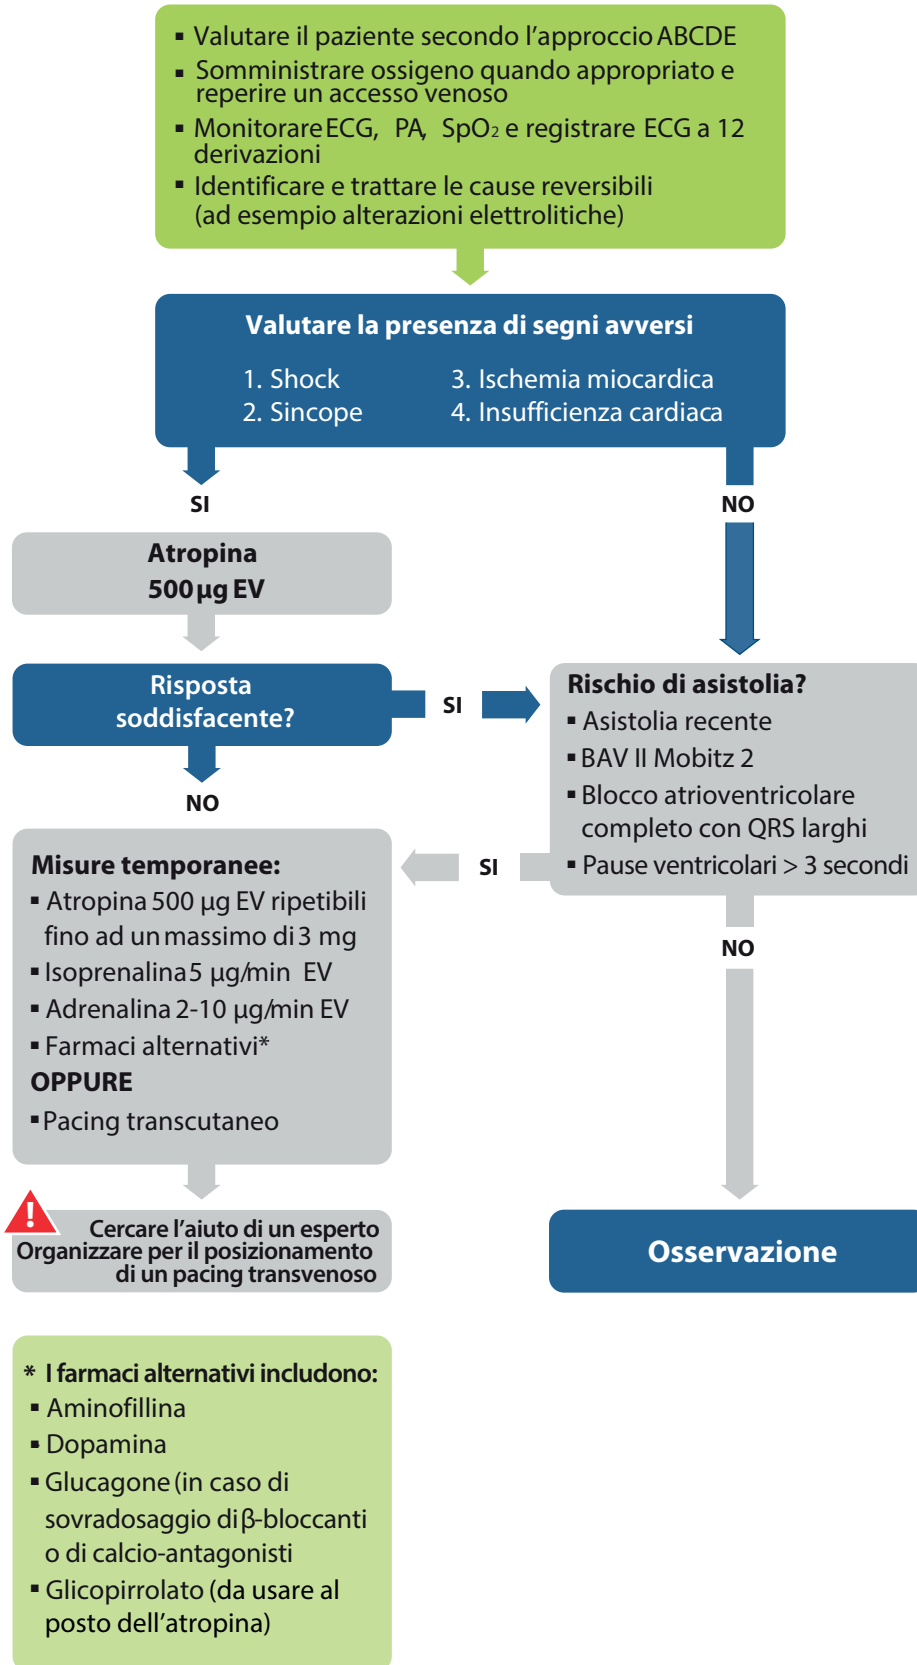 ▪ Valutare il paziente secondo l'approccio ABCDE
▪ Somministrare ossigeno quando appropriato e
reperire un accesso venoso
▪ Monitorare ECG, PA, SpO₂ e registrare ECG a 12
derivazioni
▪ Identificare e trattare le cause reversibili
(ad esempio alterazioni elettrolitiche)
Valutare la presenza di segni avversi
1. Shock
2. Sincope
3. Ischemia miocardica
4. Insufficienza cardiaca
SI
NO
Atropina
500 µg EV
Risposta
soddisfacente?
SI
NO
Rischio di asistolia?
▪ Asistolia recente
▪ BAV II Mobitz 2
▪ Blocco atrioventricolare
completo con QRS larghi
▪ Pause ventricolari > 3 secondi
SI
NO
Misure temporanee:
▪ Atropina 500 µg EV ripetibili
fino ad un massimo di 3 mg
▪ Isoprenalina 5 µg/min EV
▪ Adrenalina 2-10 µg/min EV
▪ Farmaci alternativi*
OPPURE
▪ Pacing transcutaneo
!
Cercare l'aiuto di un esperto
Organizzare per il posizionamento
di un pacing transvenoso
Osservazione
* I farmaci alternativi includono:
▪ Aminofillina
▪ Dopamina
▪ Glucagone (in caso di
sovradosaggio di β-bloccanti
o di calcio-antagonisti
▪ Glicopirrolato (da usare al
posto dell'atropina)